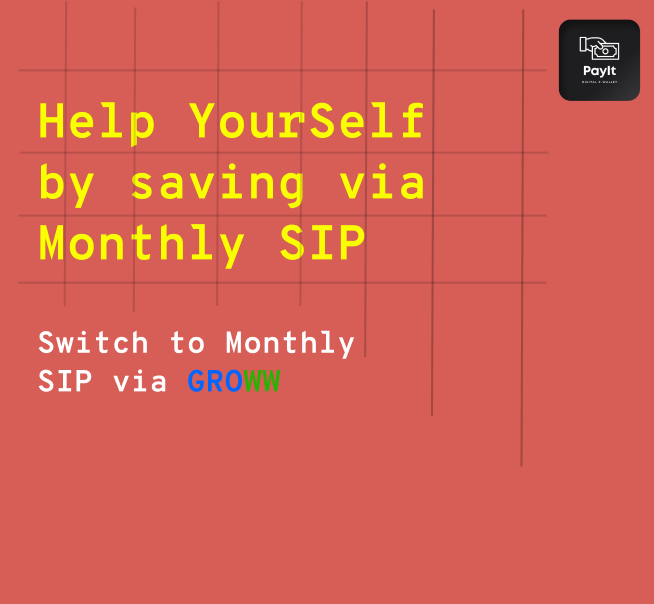 PayIt
DIGITAL E-WALLET
Help YourSelf
by saving via
Monthly SIP
Switch to Monthly
SIP via GROWW